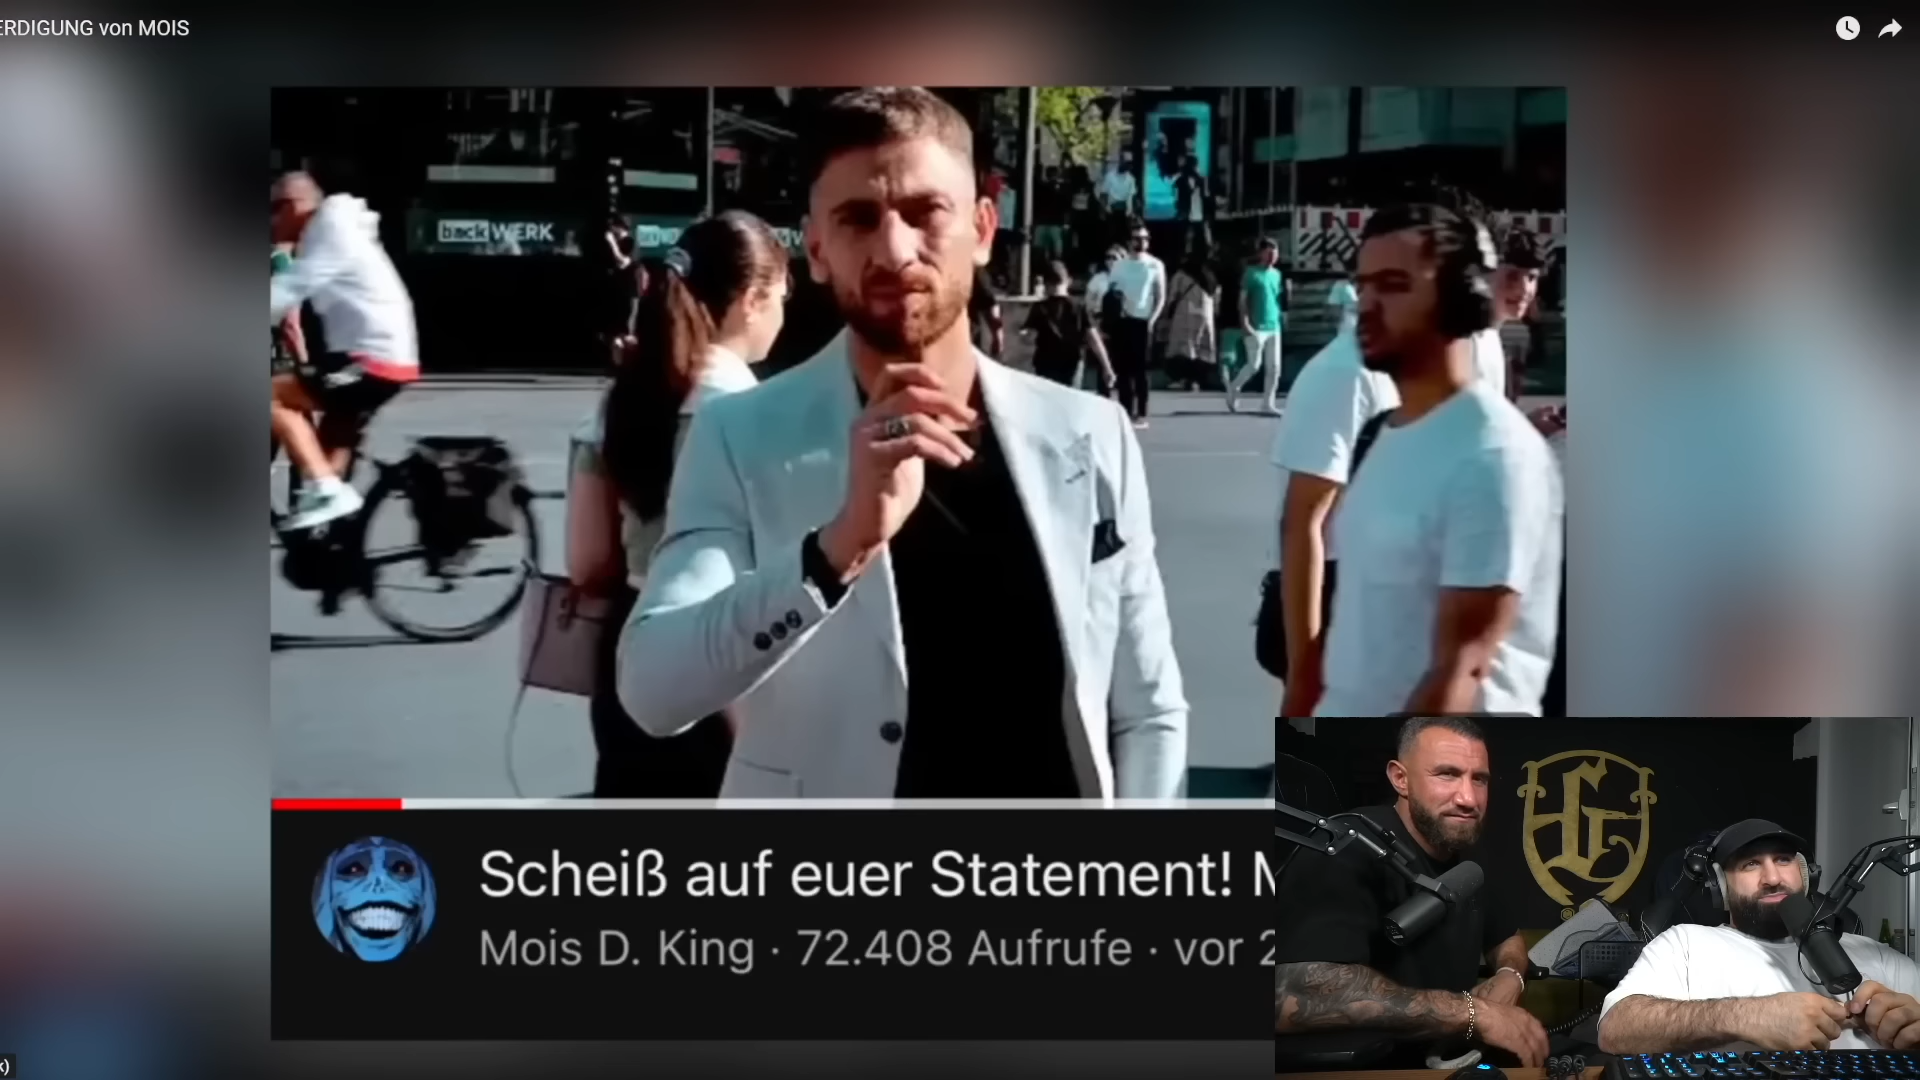 ERDIGUNG von MOIS
back WERK
Scheiß auf euer Statement! M
Mois D. King · 72.408 Aufrufe · vor 2